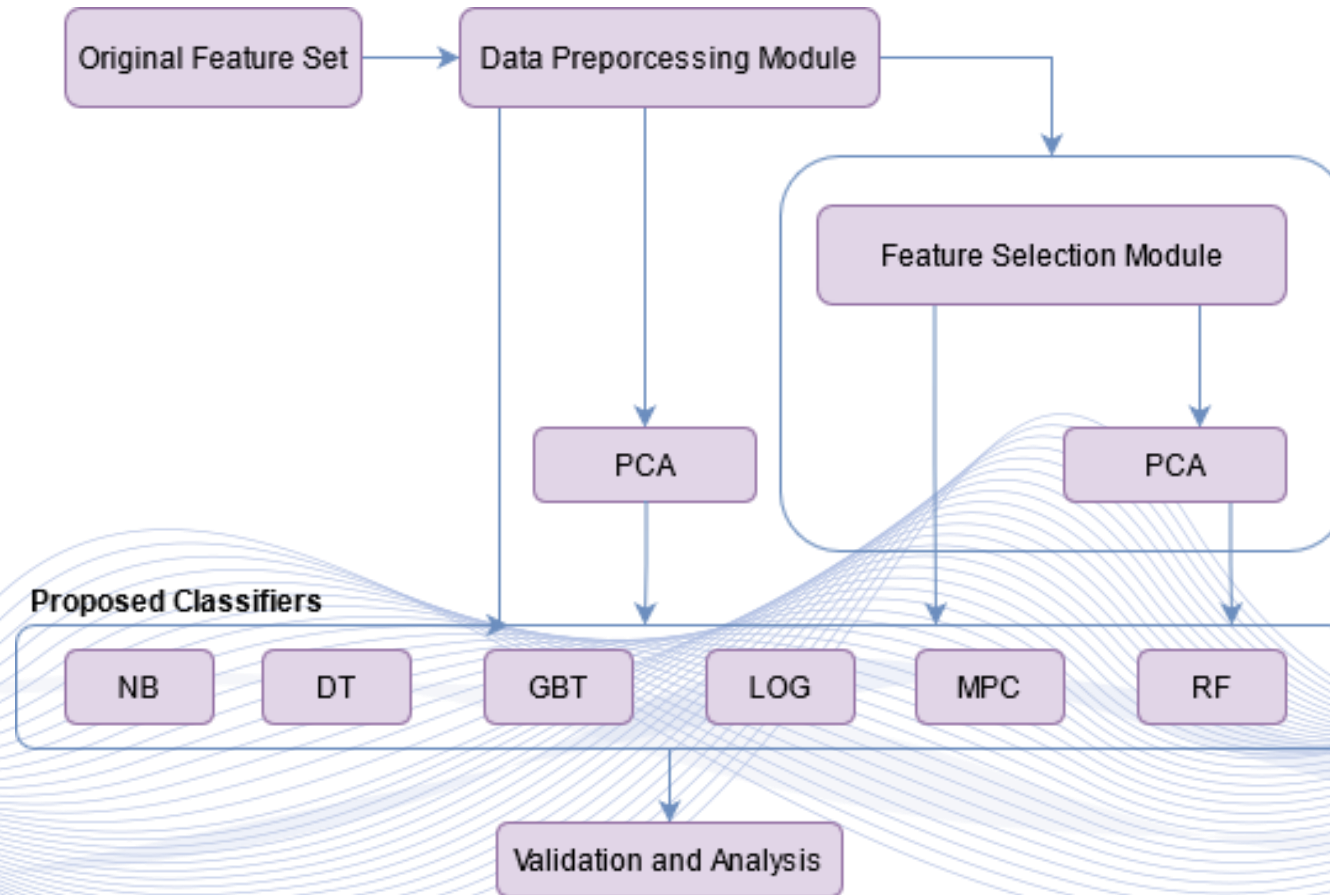 Original Feature Set
Data Preporcessing Module
Feature Selection Module
PCA
PCA
Proposed Classifiers
NB
DT
GBT
LOG
MPC
RF
Validation and Analysis